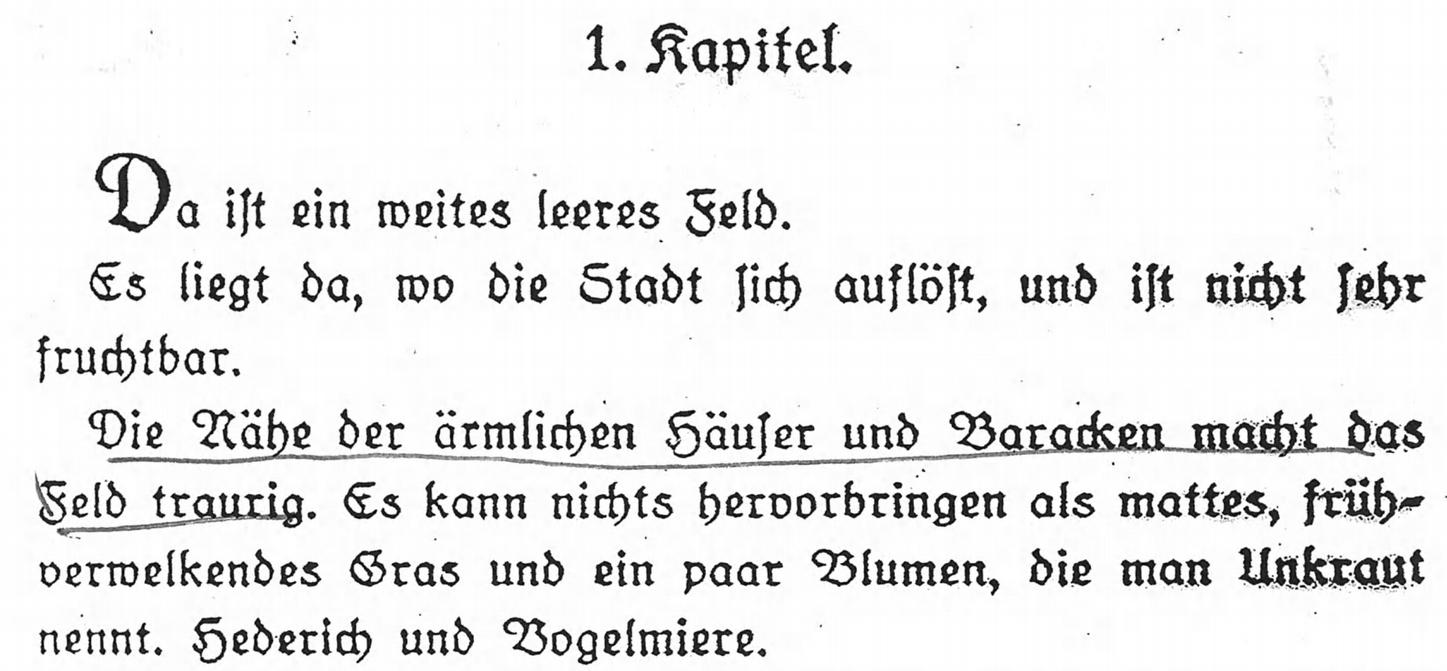 1. Kapitel.
Da ist ein weites leeres Feld.
Es liegt da, wo die Stadt sich auflöst, und ist nicht sehr
fruchtbar.
Die Nähe der ärmlichen Häuser und Baracken macht das
Feld traurig. Es kann nichts hervorbringen als mattes, früh-
verwelkendes Gras und ein paar Blumen, die man Unkraut
nennt. Hederich und Vogelmiere.